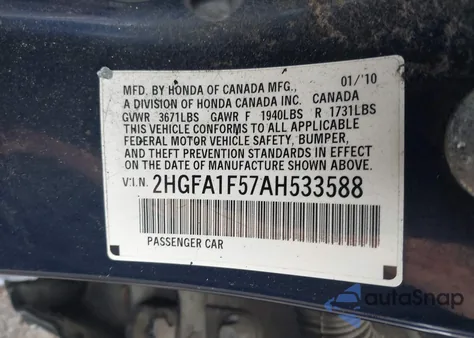 MFD. BY HONDA OF CANADA MFG., 01/'10
A DIVISION OF HONDA CANADA INC. CANADA
GVWR 3671LBS GAWR F 1940LBS R 1731LBS
THIS VEHICLE CONFORMS TO ALL APPLICABLE
FEDERAL MOTOR VEHICLE SAFETY, BUMPER,
AND THEFT PREVENTION STANDARDS IN EFFECT
ON THE DATE OF MANUFACTURE SHOWN ABOVE.
V.I.N. 2HGFA1F57AH533588
PASSENGER CAR
autoSnap